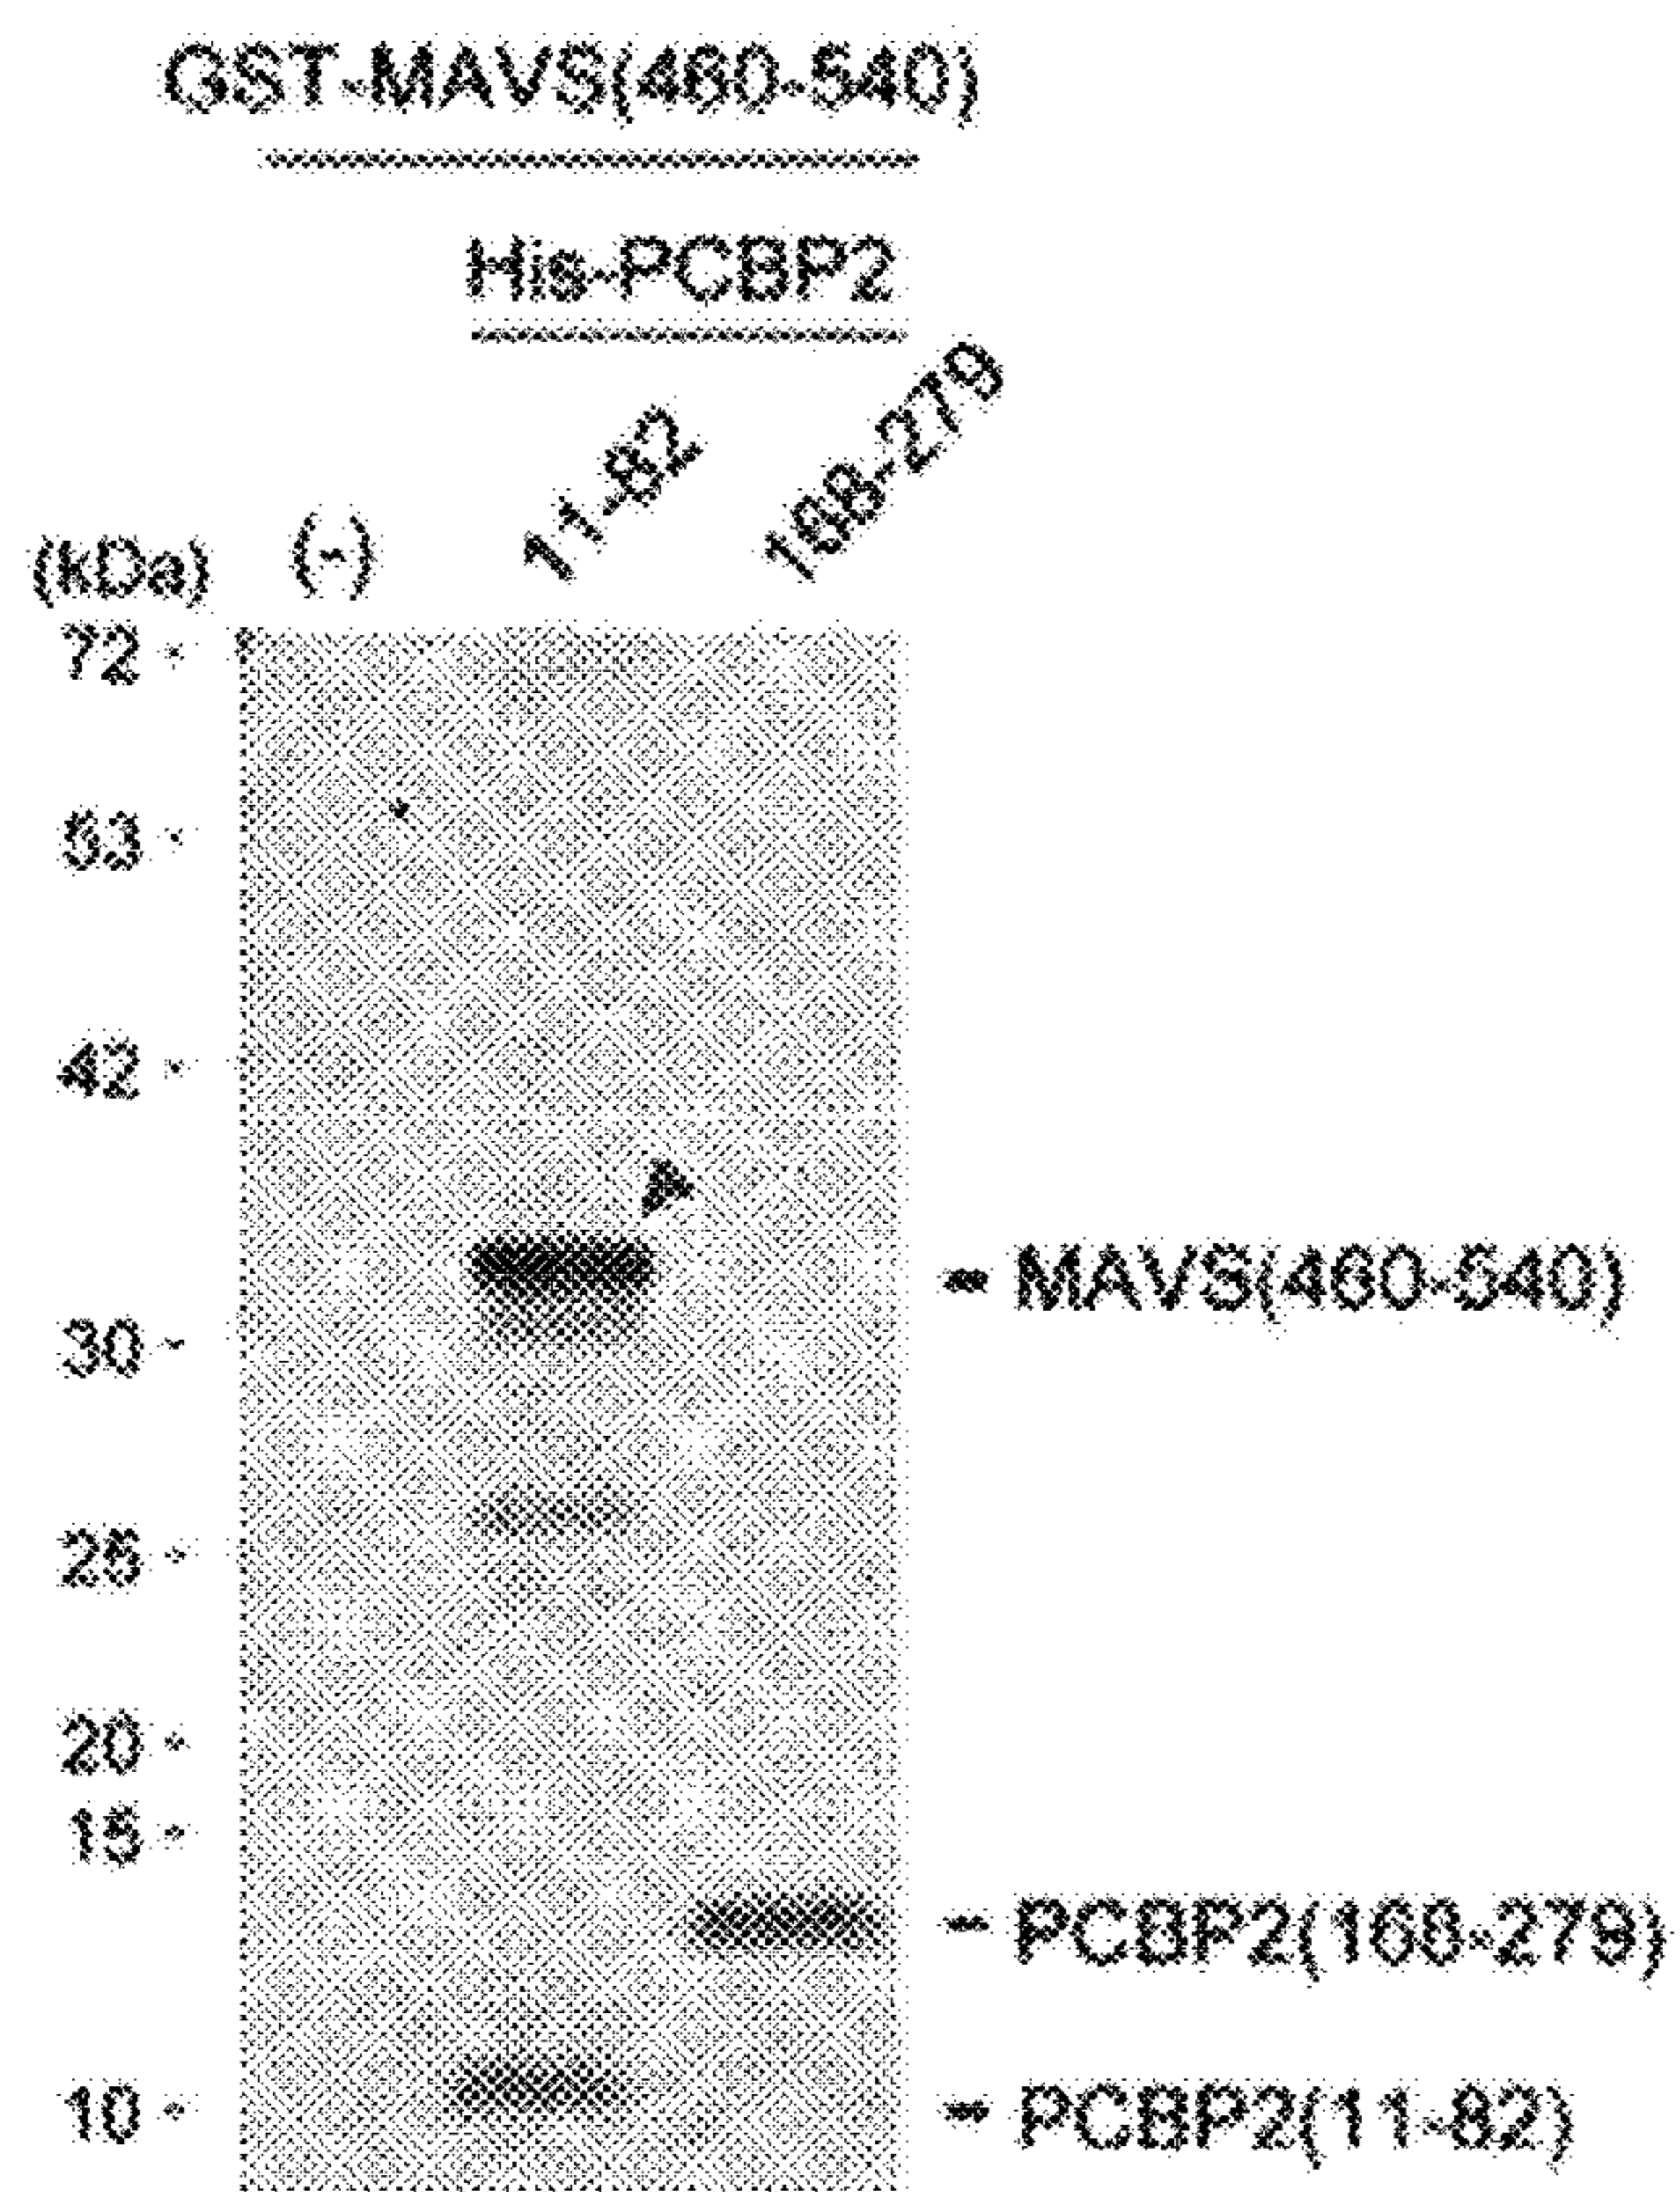 GST-MAVS(460-540)
His-PCBP2
(kDa) (-) 11-82 168-279
72 -
53 -
42 -
- MAVS(460-540)
30 -
25 -
20 -
15 -
- PCBP2(168-279)
10 - - PCBP2(11-82)